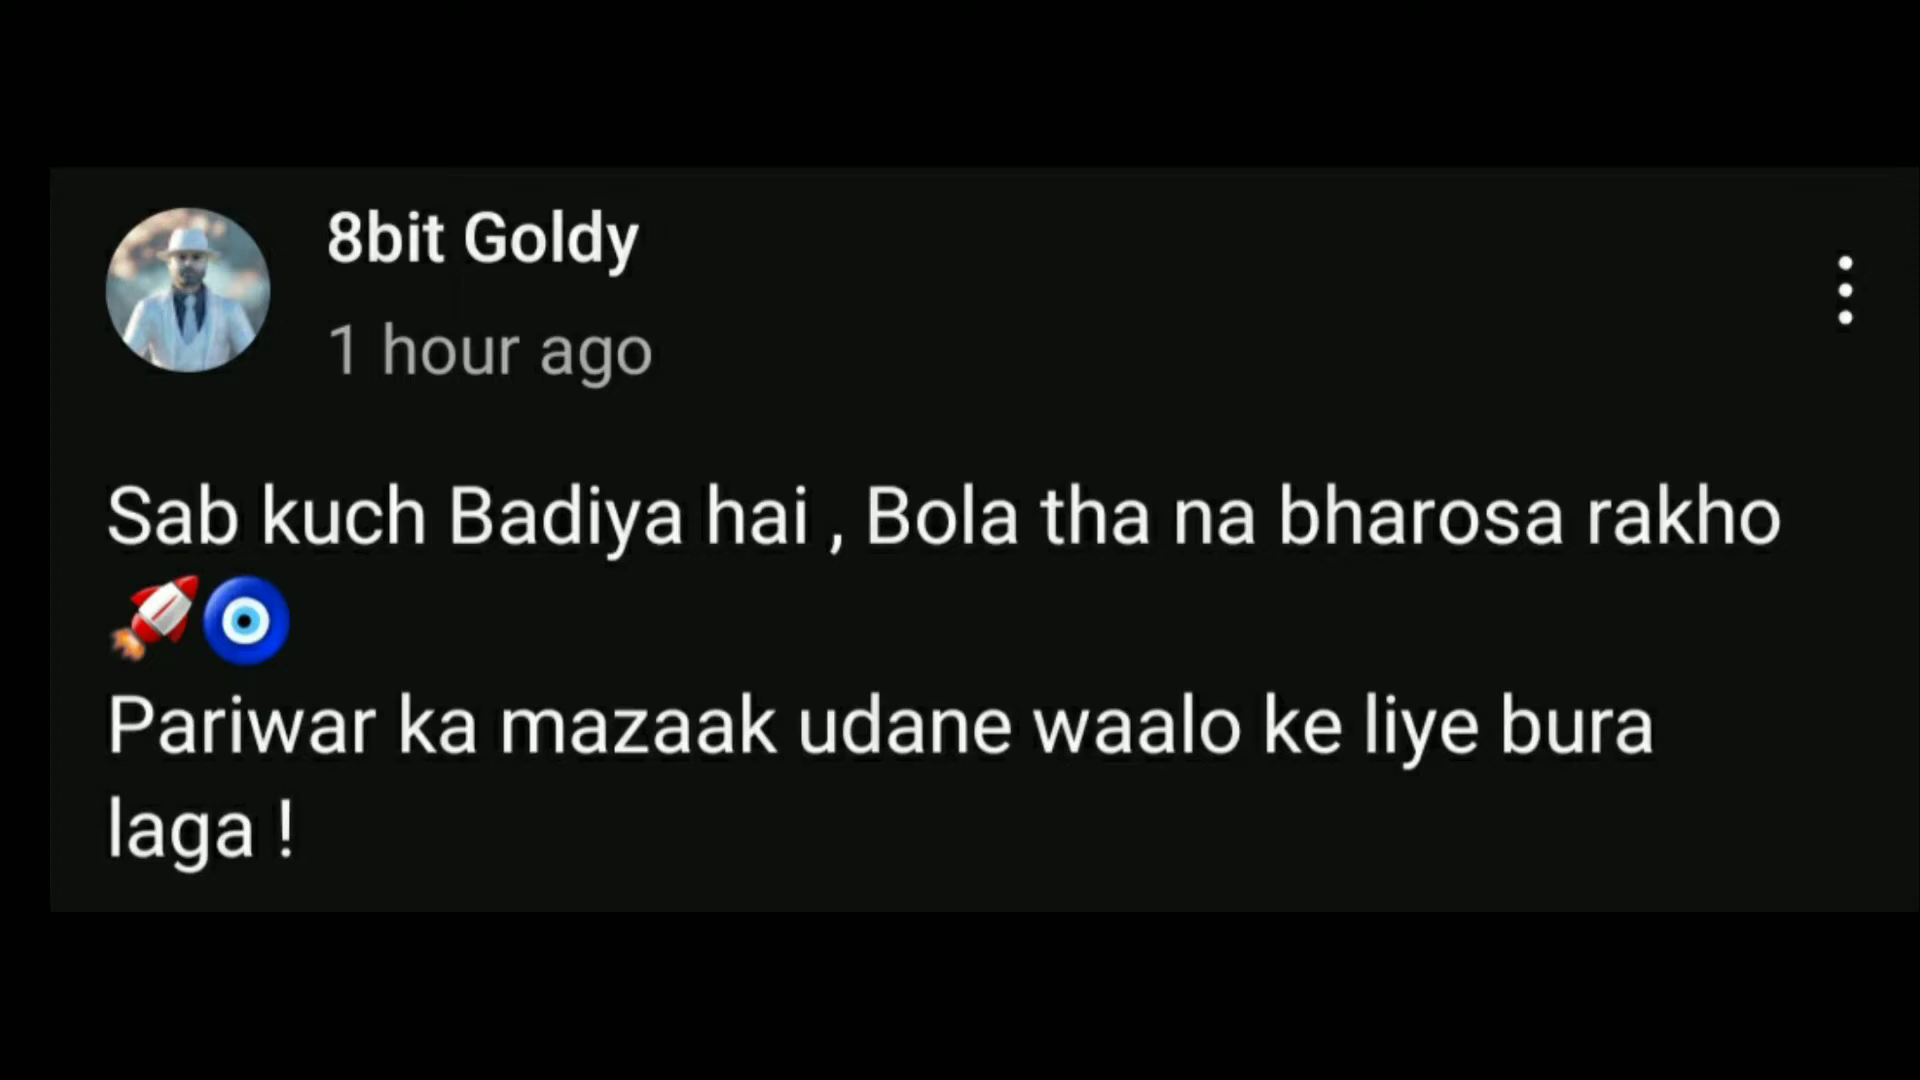 8bit Goldy
1 hour ago
Sab kuch Badiya hai , Bola tha na bharosa rakho
🚀🧿
Pariwar ka mazaak udane waalo ke liye bura
laga !